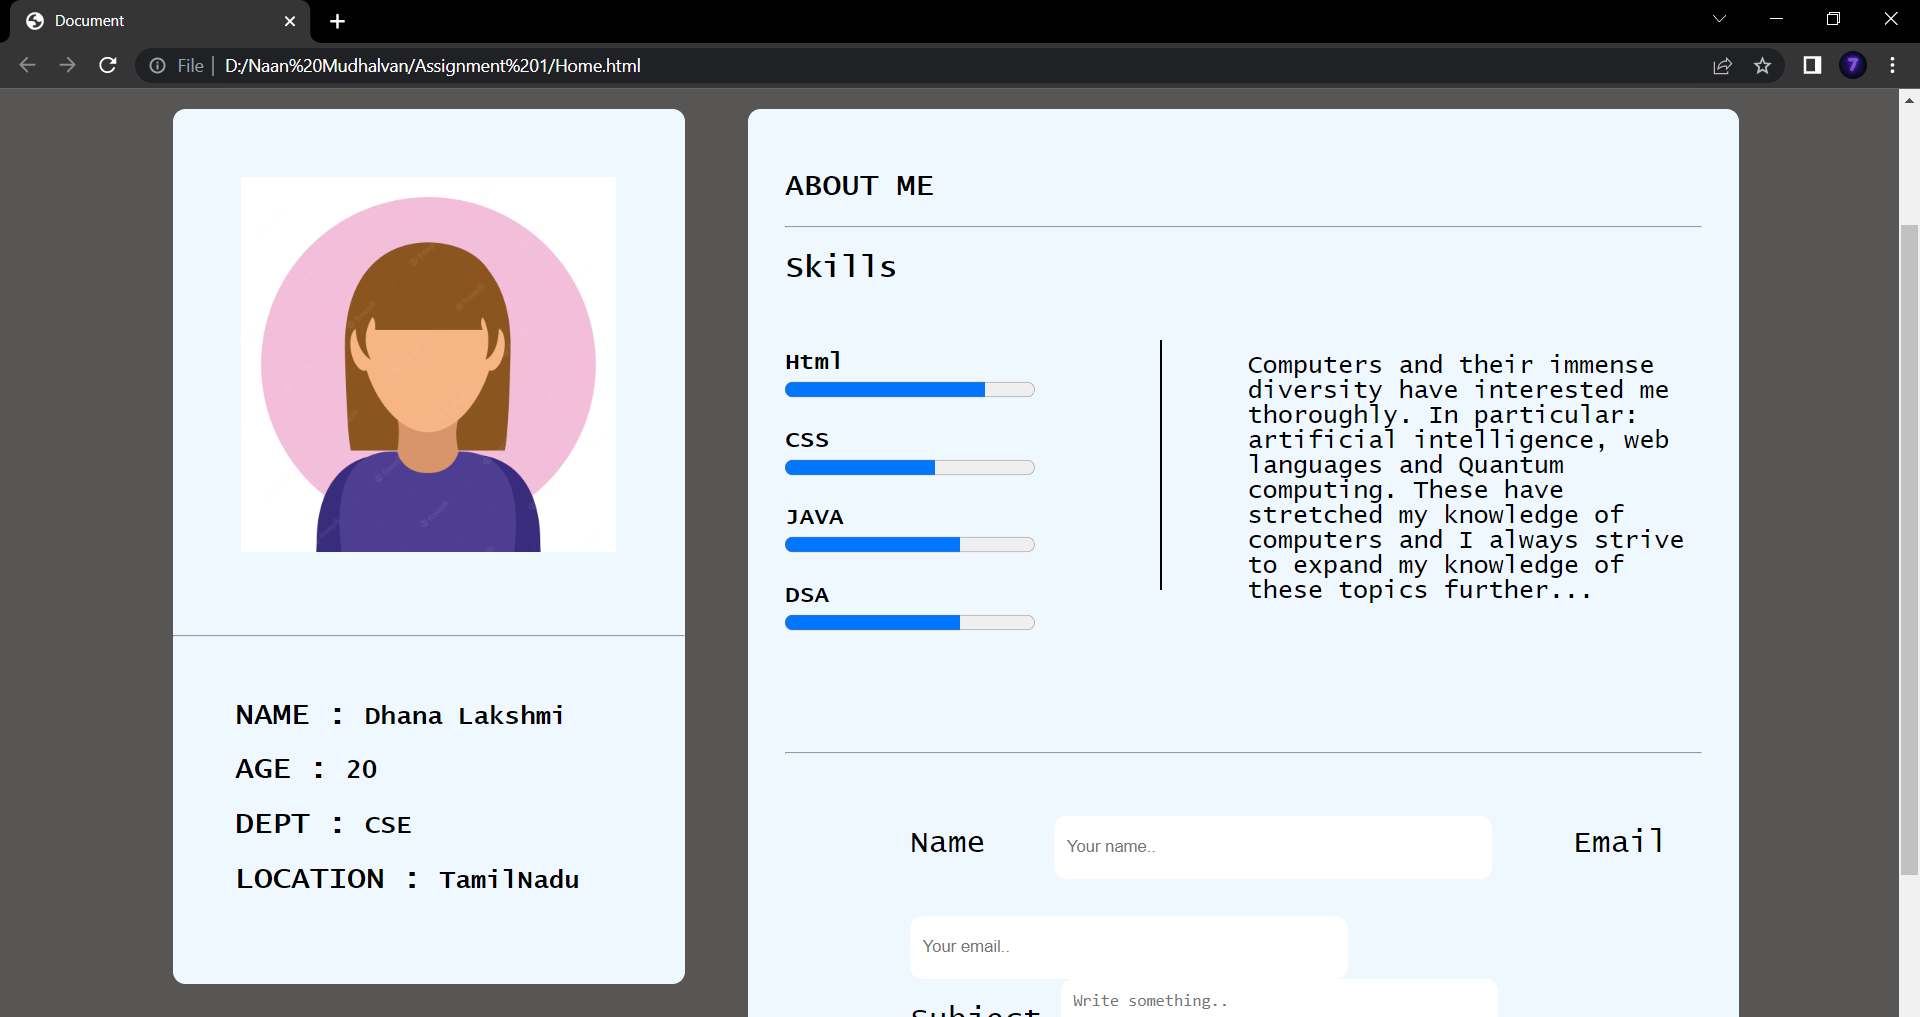 Document
File
D:/Naan%20Mudhalvan/Assignment%201/Home.html
7
NAME : Dhana Lakshmi
AGE : 20
DEPT : CSE
LOCATION : TamilNadu
ABOUT ME
Skills
Html
CSS
JAVA
DSA
Computers and their immense
diversity have interested me
thoroughly. In particular:
artificial intelligence, web
languages and Quantum
computing. These have
stretched my knowledge of
computers and I always strive
to expand my knowledge of
these topics further...
Name
Your name..
Email
Your email..
Subject
Write something..